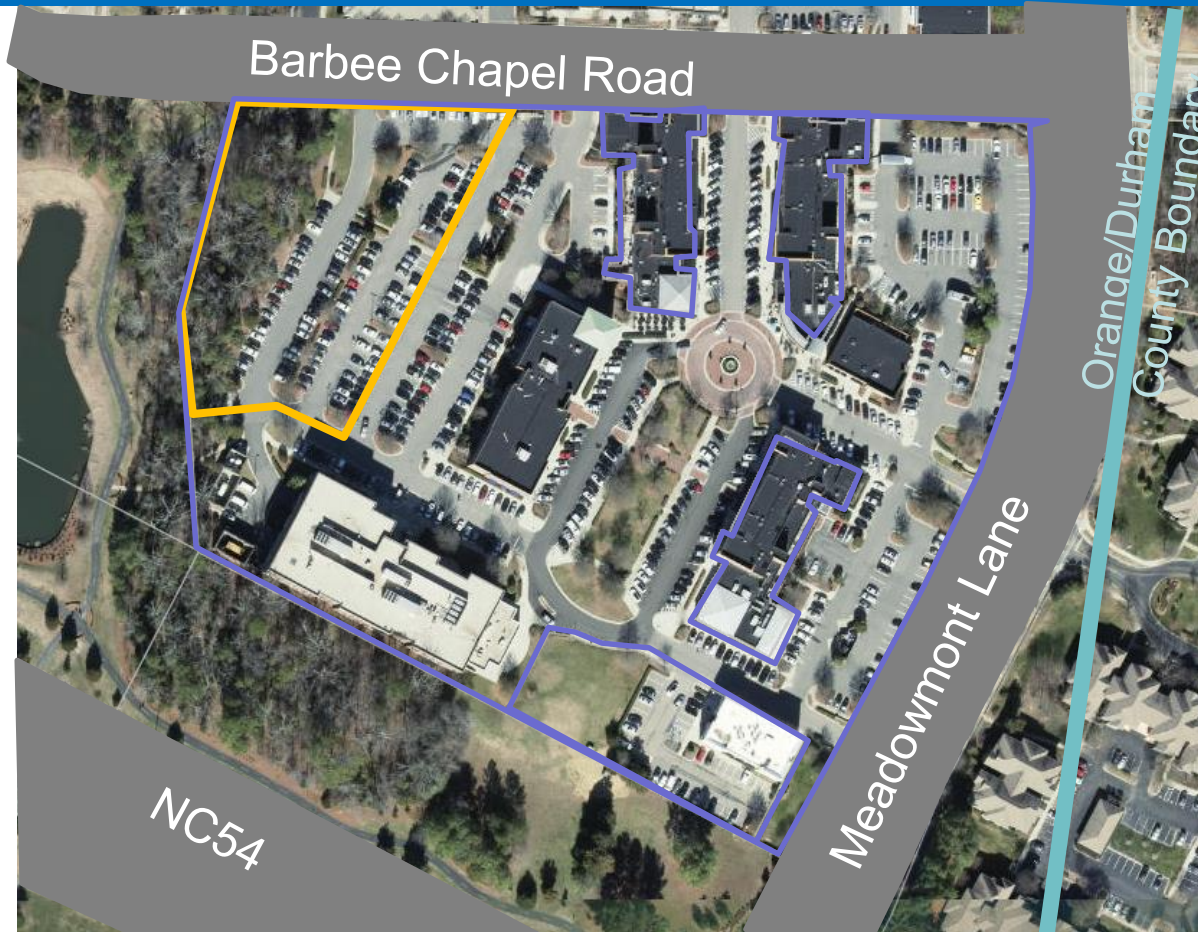 Barbee Chapel Road
Orange/Durham
County Boundary
Meadowmont Lane
NC54